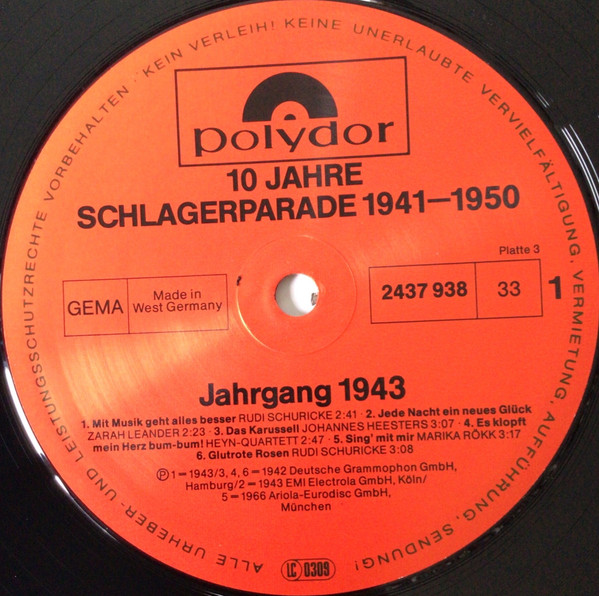 ALLE URHEBER- UND LEISTUNGSSCHUTZRECHTE VORBEHALTEN · KEIN VERLEIH! KEINE UNERLAUBTE VERVIELFÄLTIGUNG, VERMIETUNG, AUFFÜHRUNG, SENDUNG!
polydor
10 JAHRE
SCHLAGERPARADE 1941—1950
Platte 3
GEMA
Made in
West Germany
2437 938
33
1
Jahrgang 1943
1. Mit Musik geht alles besser RUDI SCHURICKE 2:41 · 2. Jede Nacht ein neues Glück
ZARAH LEANDER 2:23 · 3. Das Karussell JOHANNES HEESTERS 3:07 · 4. Es klopft
mein Herz bum-bum! HEYN-QUARTETT 2:47 · 5. Sing' mit mir MARIKA RÖKK 3:17
6. Glutrote Rosen RUDI SCHURICKE 3:08
Ⓟ 1 = 1943/3, 4, 6 = 1942 Deutsche Grammophon GmbH,
Hamburg/2 = 1943 EMI Electrola GmbH, Köln/
5 = 1966 Ariola-Eurodisc GmbH,
München
LC 0309